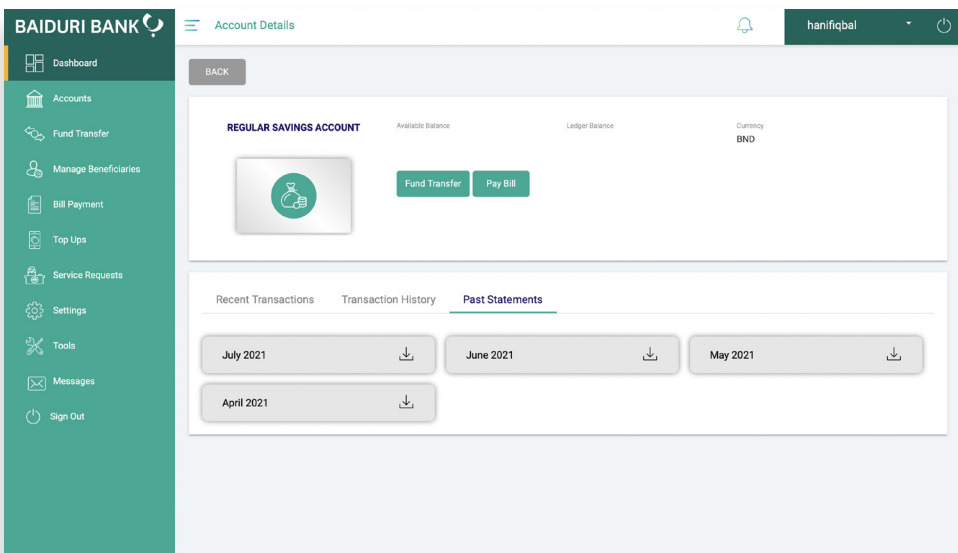 BAIDURI BANK
Account Details
hanifiqbal
Dashboard
Accounts
Fund Transfer
Manage Beneficiaries
Bill Payment
Top Ups
Service Requests
Settings
Tools
Messages
Sign Out
BACK
REGULAR SAVINGS ACCOUNT
Available Balance
Ledger Balance
Currency
BND
Fund Transfer
Pay Bill
Recent Transactions
Transaction History
Past Statements
July 2021
June 2021
May 2021
April 2021